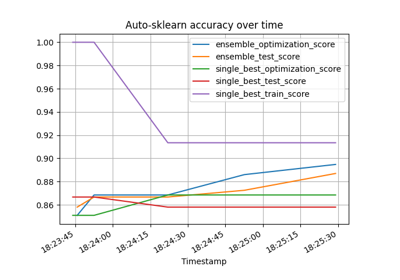 Auto-sklearn accuracy over time
1.00
0.98
0.96
0.94
0.92
0.90
0.88
0.86
ensemble_optimization_score
ensemble_test_score
single_best_optimization_score
single_best_test_score
single_best_train_score
18:23:45
18:24:00
18:24:15
18:24:30
18:24:45
18:25:00
18:25:15
18:25:30
Timestamp